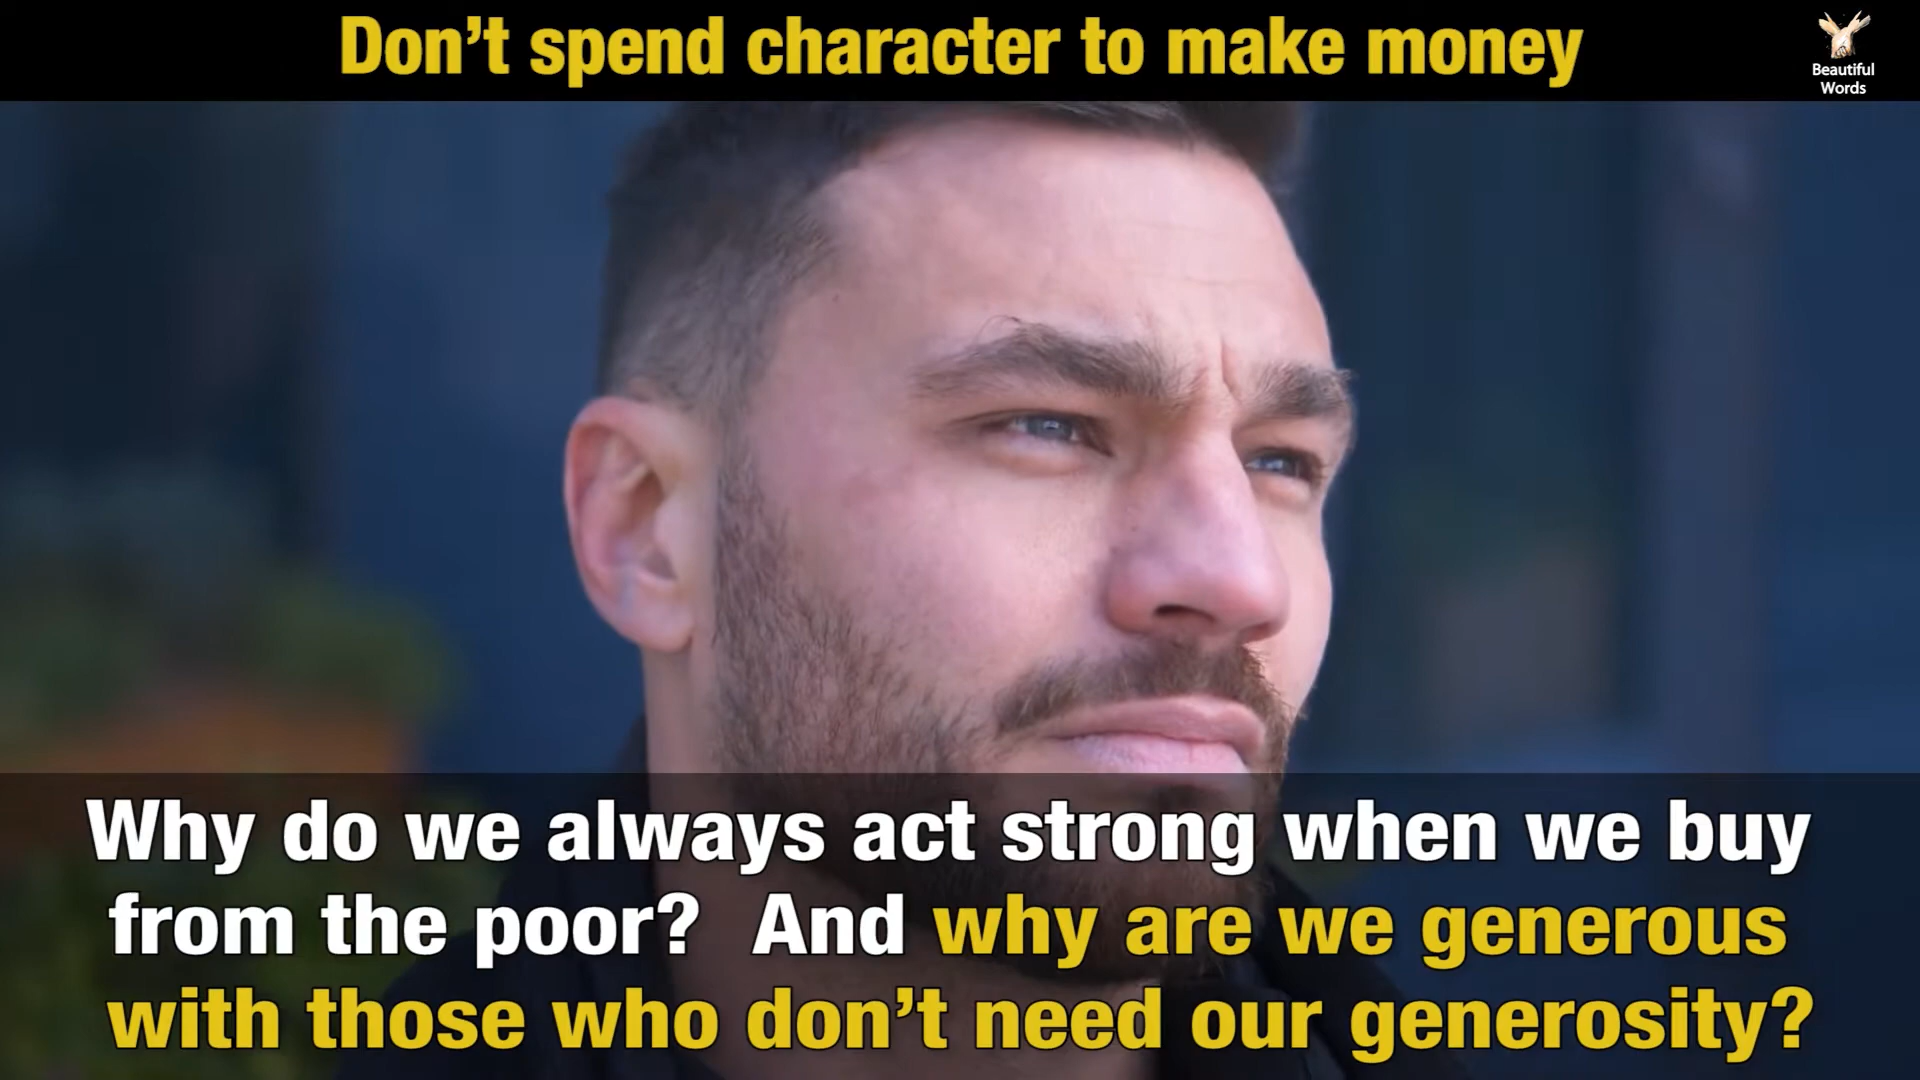 Don’t spend character to make money
Beautiful
Words
Why do we always act strong when we buy
from the poor? And why are we generous
with those who don’t need our generosity?